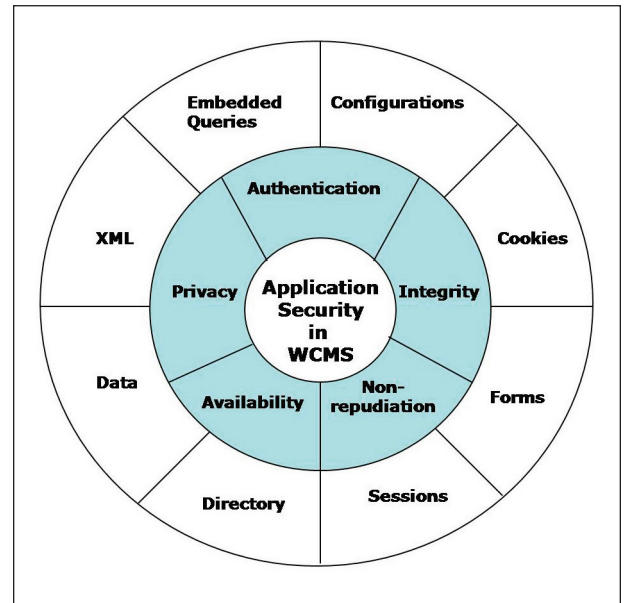 Embedded
Queries
Configurations
Authentication
XML
Cookies
Privacy
Application
Security
in
WCMS
Integrity
Data
Availability
Non-
repudiation
Forms
Directory
Sessions